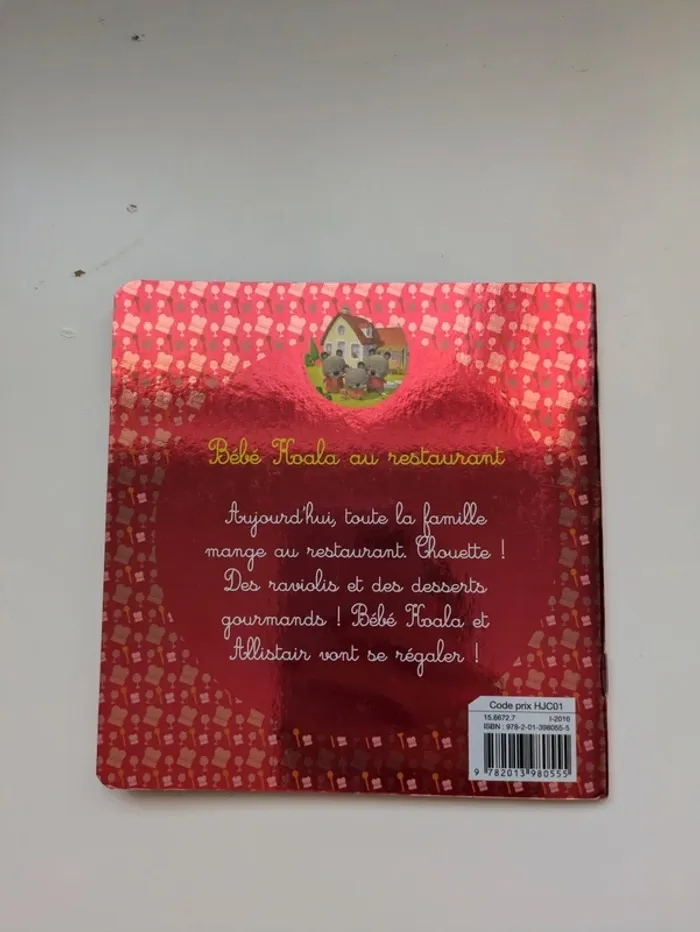 Bébé Koala au restaurant
Aujourd'hui, toute la famille
mange au restaurant. Chouette !
Des raviolis et des desserts
gourmands ! Bébé Koala et
Allistair vont se régaler !
Code prix HJC01
15.6672.7 I-2016
ISBN : 978-2-01-398055-5
9 782013 980555